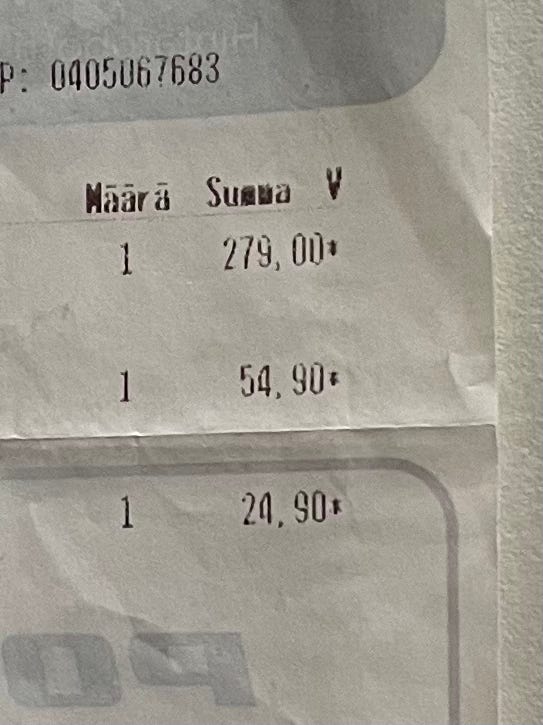 P: 0405067683
Määrä Summa V
1 279,00*
1 54,90*
1 24,90*